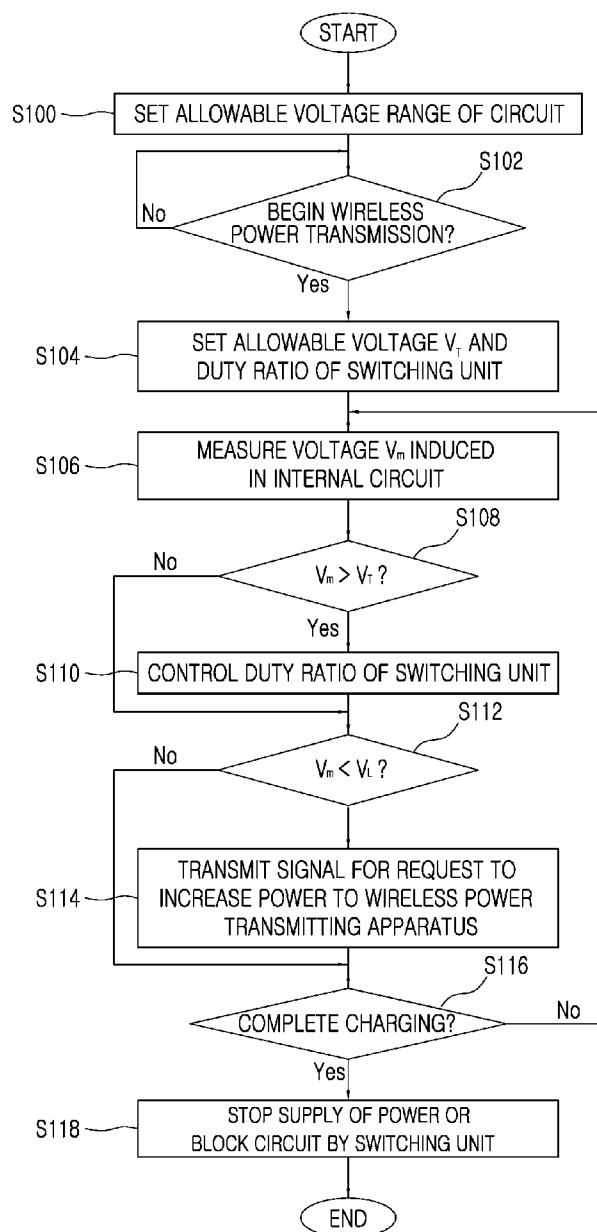 START
S100
SET ALLOWABLE VOLTAGE RANGE OF CIRCUIT
S102
No
BEGIN WIRELESS
POWER TRANSMISSION?
Yes
S104
SET ALLOWABLE VOLTAGE V_T AND
DUTY RATIO OF SWITCHING UNIT
S106
MEASURE VOLTAGE V_m INDUCED
IN INTERNAL CIRCUIT
S108
No
V_m > V_T ?
Yes
S110
CONTROL DUTY RATIO OF SWITCHING UNIT
S112
No
V_m < V_L ?
S114
TRANSMIT SIGNAL FOR REQUEST TO
INCREASE POWER TO WIRELESS POWER
TRANSMITTING APPARATUS
S116
COMPLETE CHARGING?
No
Yes
S118
STOP SUPPLY OF POWER OR
BLOCK CIRCUIT BY SWITCHING UNIT
END